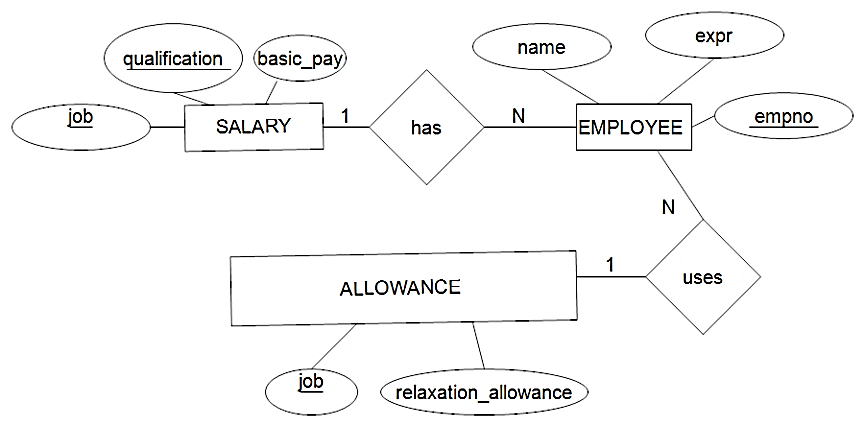 name
expr
qualification
basic_pay
job
SALARY
1
has
N
EMPLOYEE
empno
N
ALLOWANCE
1
uses
job
relaxation_allowance